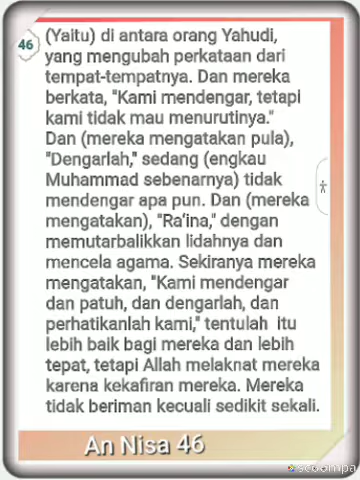 46 (Yaitu) di antara orang Yahudi,
yang mengubah perkataan dari
tempat-tempatnya. Dan mereka
berkata, "Kami mendengar, tetapi
kami tidak mau menurutinya."
Dan (mereka mengatakan pula),
"Dengarlah," sedang (engkau
Muhammad sebenarnya) tidak
mendengar apa pun. Dan (mereka
mengatakan), "Ra‘ina," dengan
memutarbalikkan lidahnya dan
mencela agama. Sekiranya mereka
mengatakan, "Kami mendengar
dan patuh, dan dengarlah, dan
perhatikanlah kami," tentulah itu
lebih baik bagi mereka dan lebih
tepat, tetapi Allah melaknat mereka
karena kekafiran mereka. Mereka
tidak beriman kecuali sedikit sekali.
An Nisa 46
scoompa